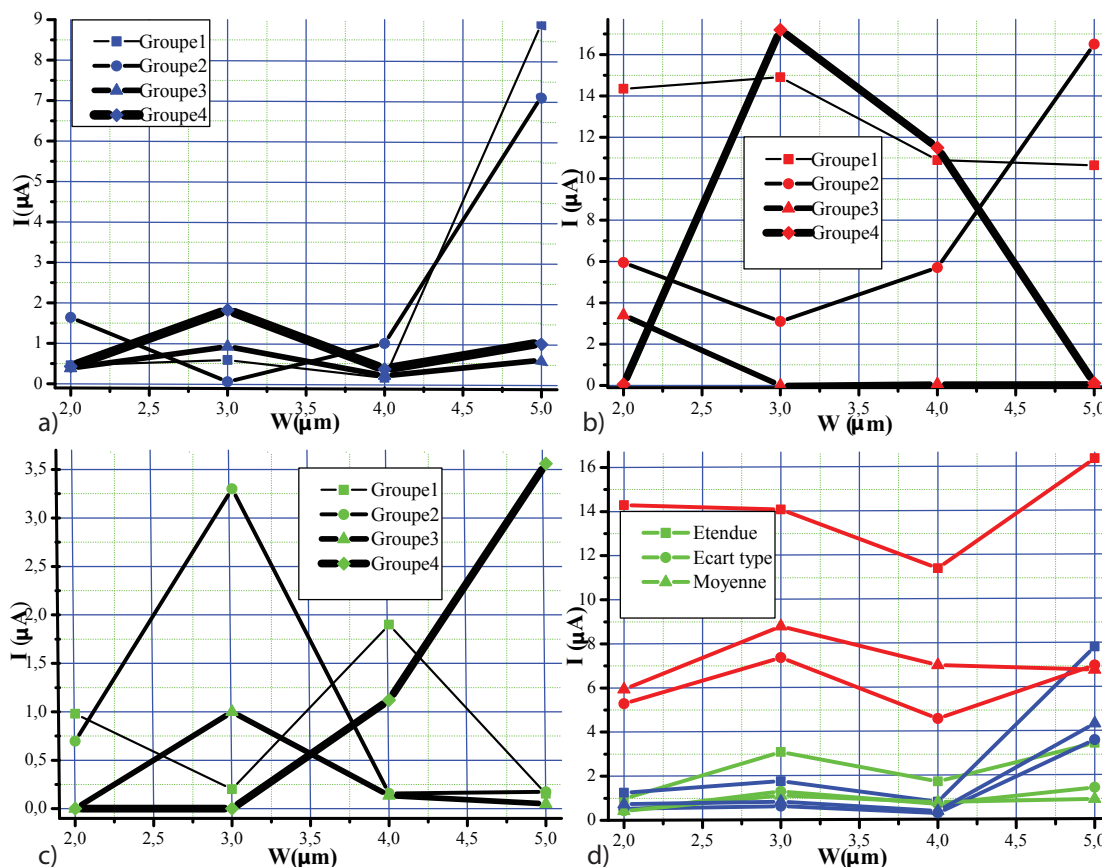 9
8
7
6
5
4
3
2
1
0
I (µA)
Groupe1
Groupe2
Groupe3
Groupe4
2,0 2,5 3,0 3,5 4,0 4,5 5,0
a) W(µm)
16
14
12
10
8
6
4
2
0
I (µA)
Groupe1
Groupe2
Groupe3
Groupe4
2,0 2,5 3,0 3,5 4,0 4,5 5,0
b) W (µm)
3,5
3,0
2,5
2,0
1,5
1,0
0,5
0,0
I (µA)
Groupe1
Groupe2
Groupe3
Groupe4
2,0 2,5 3,0 3,5 4,0 4,5 5,0
c) W(µm)
16
14
12
10
8
6
4
2
0
I (µA)
Etendue
Ecart type
Moyenne
2,0 2,5 3,0 3,5 4,0 4,5 5,0
d) W(µm)